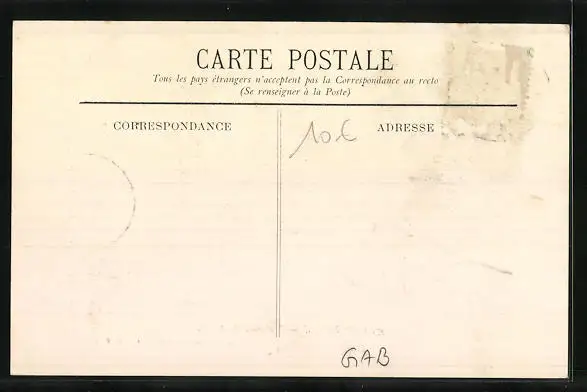 CARTE POSTALE
Tous les pays étrangers n'acceptent pas la Correspondance au recto
(Se renseigner à la Poste)
CORRESPONDANCE
10€ ADRESSE
GAB